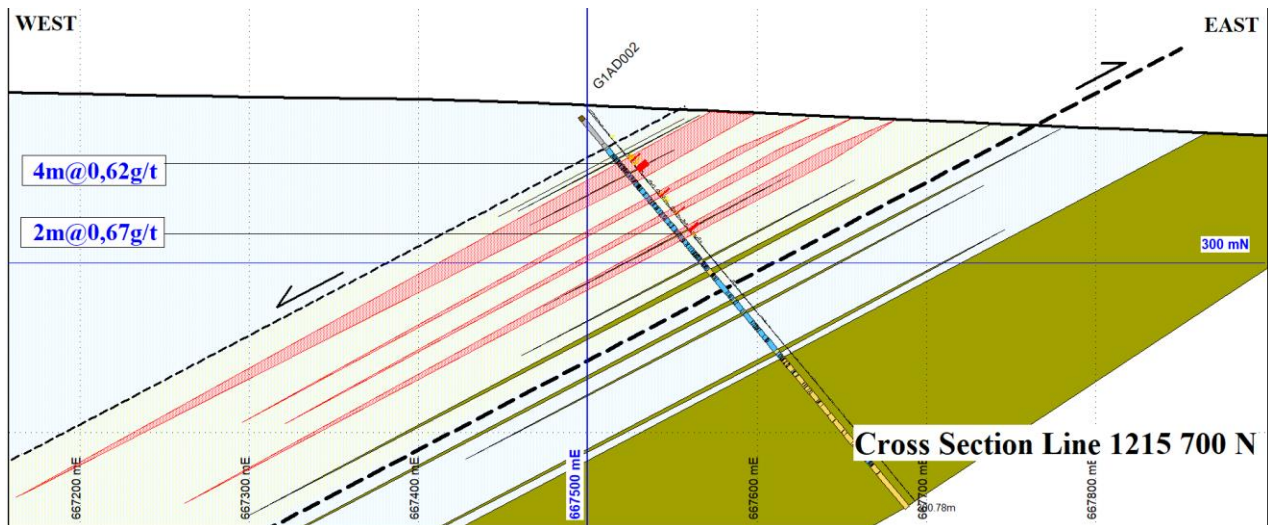 WEST
EAST
G1AD002
4m@0,62g/t
2m@0,67g/t
300 mN
Cross Section Line 1215 700 N
667200 mE
667300 mE
667400 mE
667500 mE
667600 mE
667700 mE
667800 mE